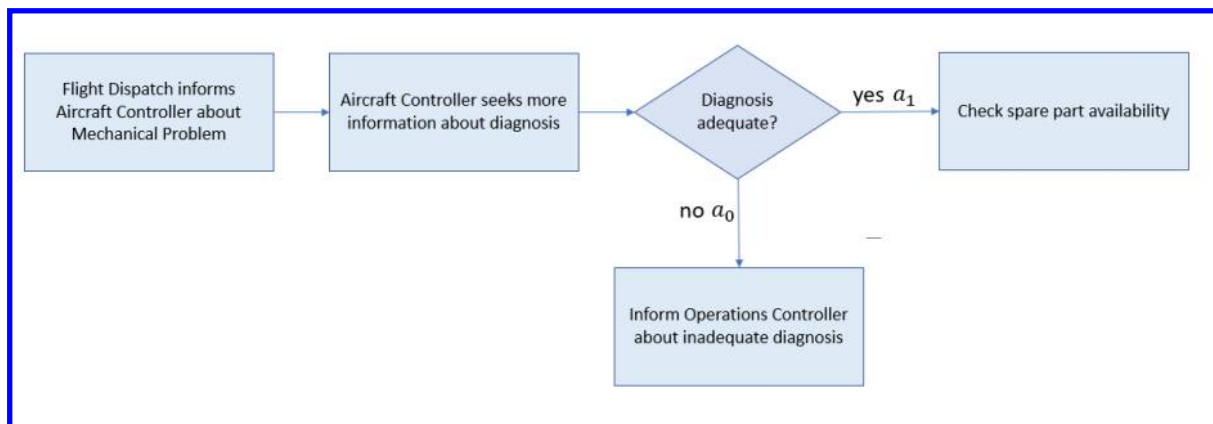 Flight Dispatch informs
Aircraft Controller about
Mechanical Problem
Aircraft Controller seeks more
information about diagnosis
Diagnosis
adequate?
yes a₁
Check spare part availability
no a₀
Inform Operations Controller
about inadequate diagnosis